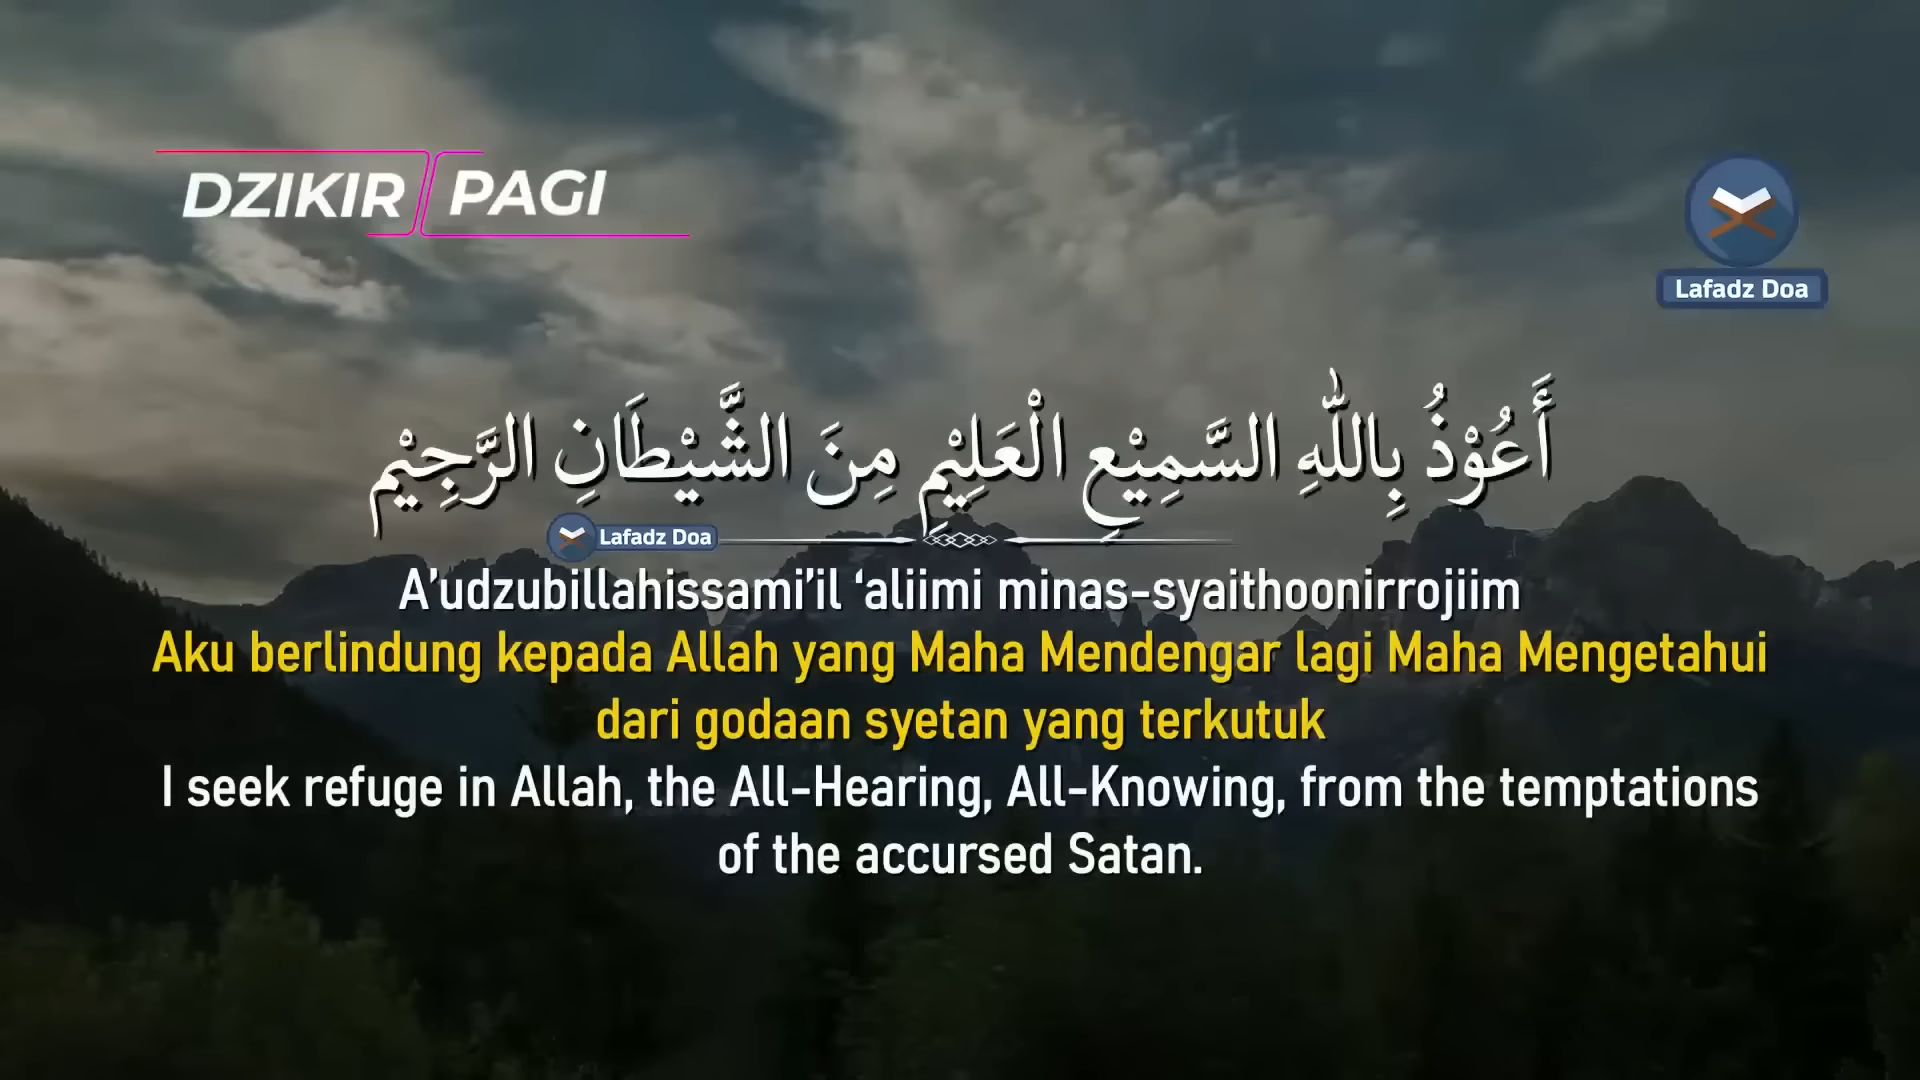 DZIKIR PAGI
Lafadz Doa
أَعُوْذُ بِاللّٰهِ السَّمِيْعِ الْعَلِيْمِ مِنَ الشَّيْطَانِ الرَّجِيْمِ
Lafadz Doa
A’udzubillahissami’il ‘aliimi minas-syaithoonirrojiim
Aku berlindung kepada Allah yang Maha Mendengar lagi Maha Mengetahui
dari godaan syetan yang terkutuk
I seek refuge in Allah, the All-Hearing, All-Knowing, from the temptations
of the accursed Satan.